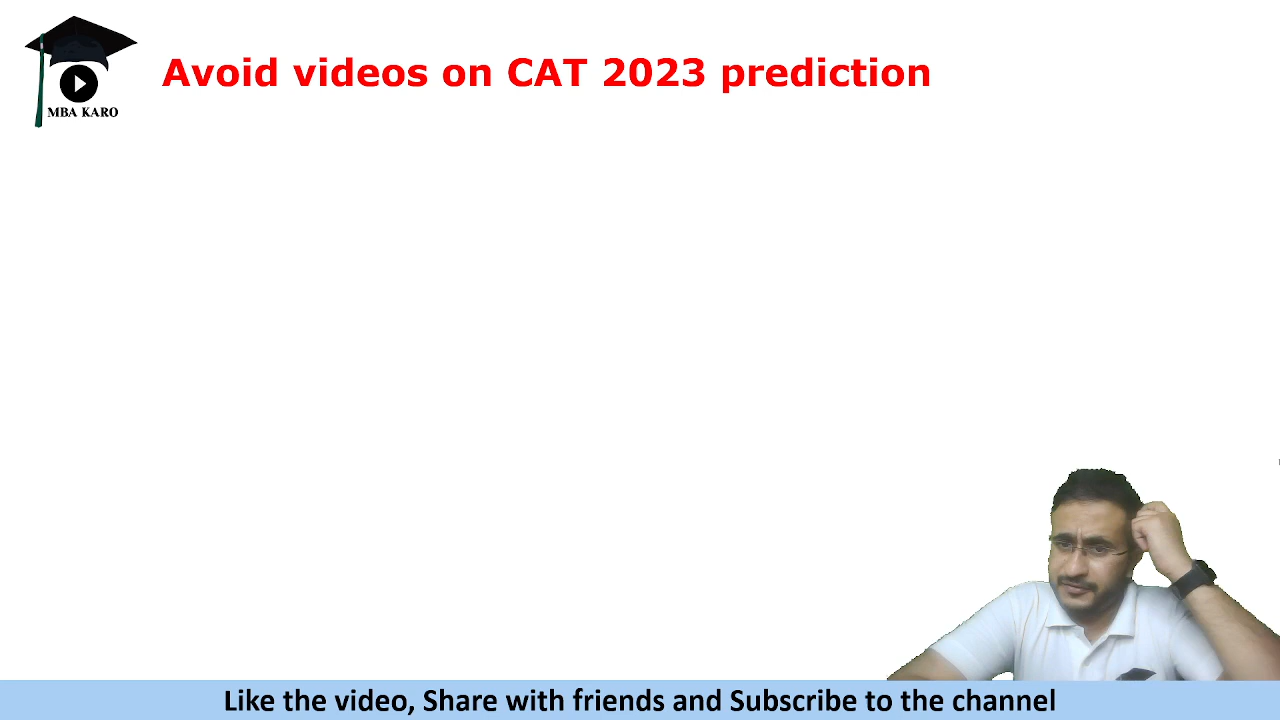 Avoid videos on CAT 2023 prediction
MBA KARO
Like the video, Share with friends and Subscribe to the channel